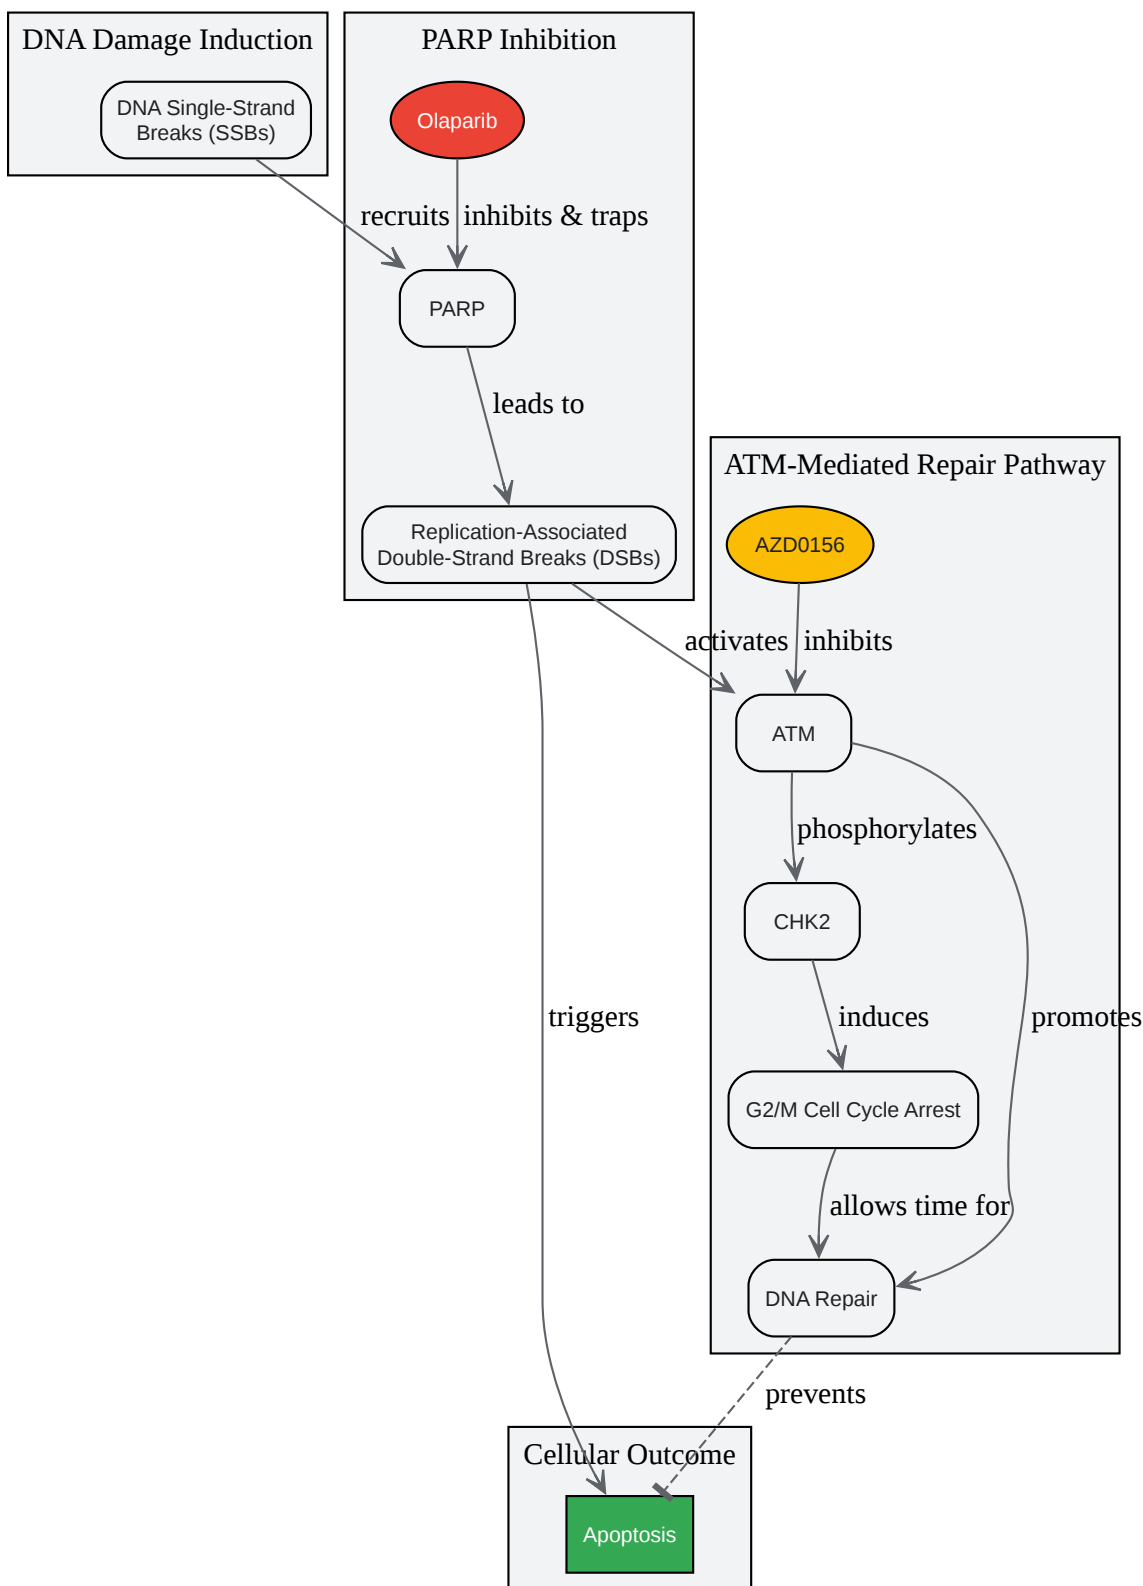 DNA Damage Induction
PARP Inhibition
DNA Single-Strand
Breaks (SSBs)
Olaparib
recruits
inhibits & traps
PARP
leads to
ATM-Mediated Repair Pathway
Replication-Associated
Double-Strand Breaks (DSBs)
AZD0156
activates
inhibits
ATM
phosphorylates
CHK2
triggers
induces
promotes
G2/M Cell Cycle Arrest
allows time for
DNA Repair
prevents
Cellular Outcome
Apoptosis